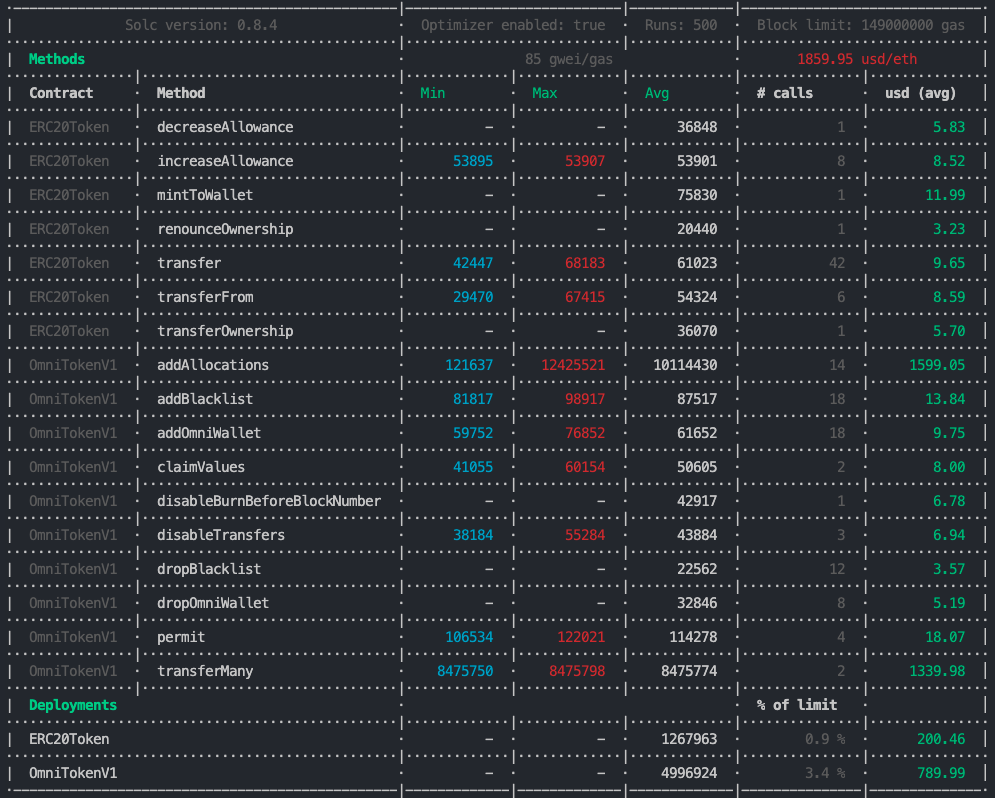 Solc version: 0.8.4 Optimizer enabled: true Runs: 500 Block limit: 149000000 gas
Methods 85 gwei/gas 1859.95 usd/eth
Contract Method Min Max Avg # calls usd (avg)
ERC20Token decreaseAllowance – – 36848 1 5.83
ERC20Token increaseAllowance 53895 53907 53901 8 8.52
ERC20Token mintToWallet – – 75830 1 11.99
ERC20Token renounceOwnership – – 20440 1 3.23
ERC20Token transfer 42447 68183 61023 42 9.65
ERC20Token transferFrom 29470 67415 54324 6 8.59
ERC20Token transferOwnership – – 36070 1 5.70
OmniTokenV1 addAllocations 121637 12425521 10114430 14 1599.05
OmniTokenV1 addBlacklist 81817 98917 87517 18 13.84
OmniTokenV1 addOmniWallet 59752 76852 61652 18 9.75
OmniTokenV1 claimValues 41055 60154 50605 2 8.00
OmniTokenV1 disableBurnBeforeBlockNumber – – 42917 1 6.78
OmniTokenV1 disableTransfers 38184 55284 43884 3 6.94
OmniTokenV1 dropBlacklist – – 22562 12 3.57
OmniTokenV1 dropOmniWallet – – 32846 8 5.19
OmniTokenV1 permit 106534 122021 114278 4 18.07
OmniTokenV1 transferMany 8475750 8475798 8475774 2 1339.98
Deployments % of limit
ERC20Token – – 1267963 0.9 % 200.46
OmniTokenV1 – – 4996924 3.4 % 789.99